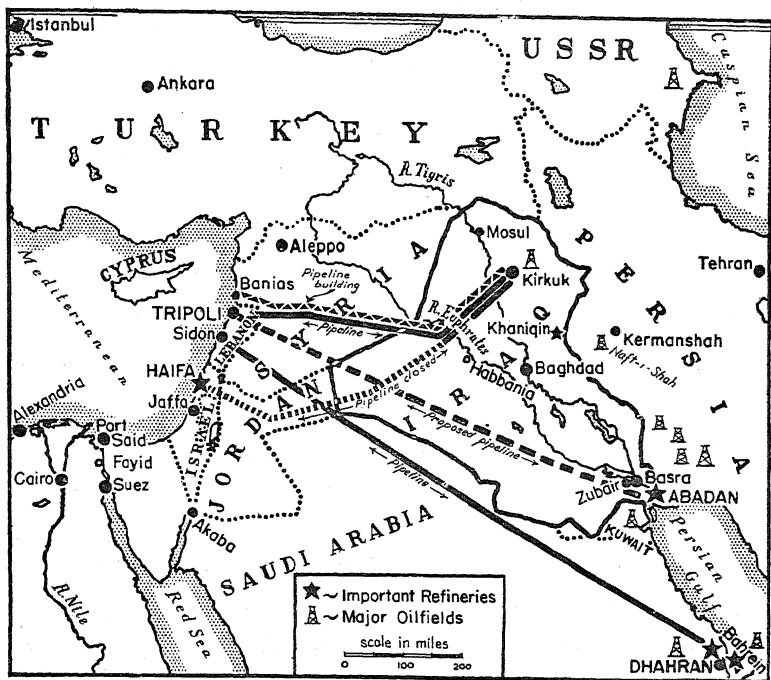 Istanbul
USSR
Caspian Sea
Ankara
TURKEY
R. Tigris
Mosul
Aleppo
CYPRUS
Mediterranean
Pipeline building
Banias
Kirkuk
Tehran
PERSIA
TRIPOLI
Pipeline
R. Euphrates
SYRIA
IRAQ
Sidon
LEBANON
Khaniqin
Kermanshah
Naft-ı-Shah
HAIFA
Habbania
Baghdad
Pipeline closed
Jaffa
Alexandria
Port Said
ISRAEL
JORDAN
Proposed pipeline
Pipeline
Cairo
Fayid
Suez
Zubair
Basra
ABADAN
Akaba
KUWAIT
Persian Gulf
SAUDI ARABIA
R. Nile
Red Sea
★ ~ Important Refineries
~ Major Oilfields
scale in miles
0 100 200
DHAHRAN
Bahrein